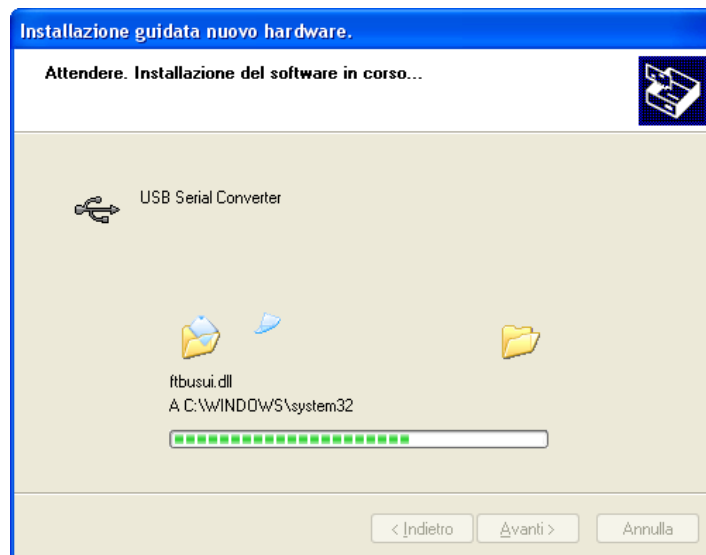 Installazione guidata nuovo hardware.
Attendere. Installazione del software in corso...
USB Serial Converter
ftbusui.dll
A C:\WINDOWS\system32
< Indietro
Avanti >
Annulla